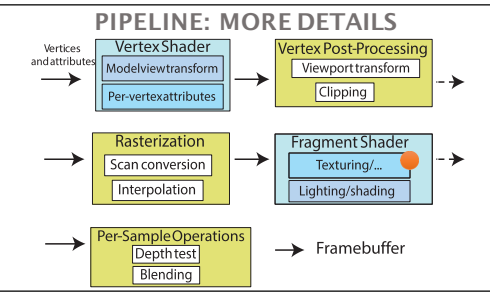 PIPELINE: MORE DETAILS
Vertices
and attributes
Vertex Shader
Modelview transform
Per-vertex attributes
Vertex Post-Processing
Viewport transform
Clipping
Rasterization
Scan conversion
Interpolation
Fragment Shader
Texturing/...
Lighting/shading
Per-Sample Operations
Depth test
Blending
Framebuffer